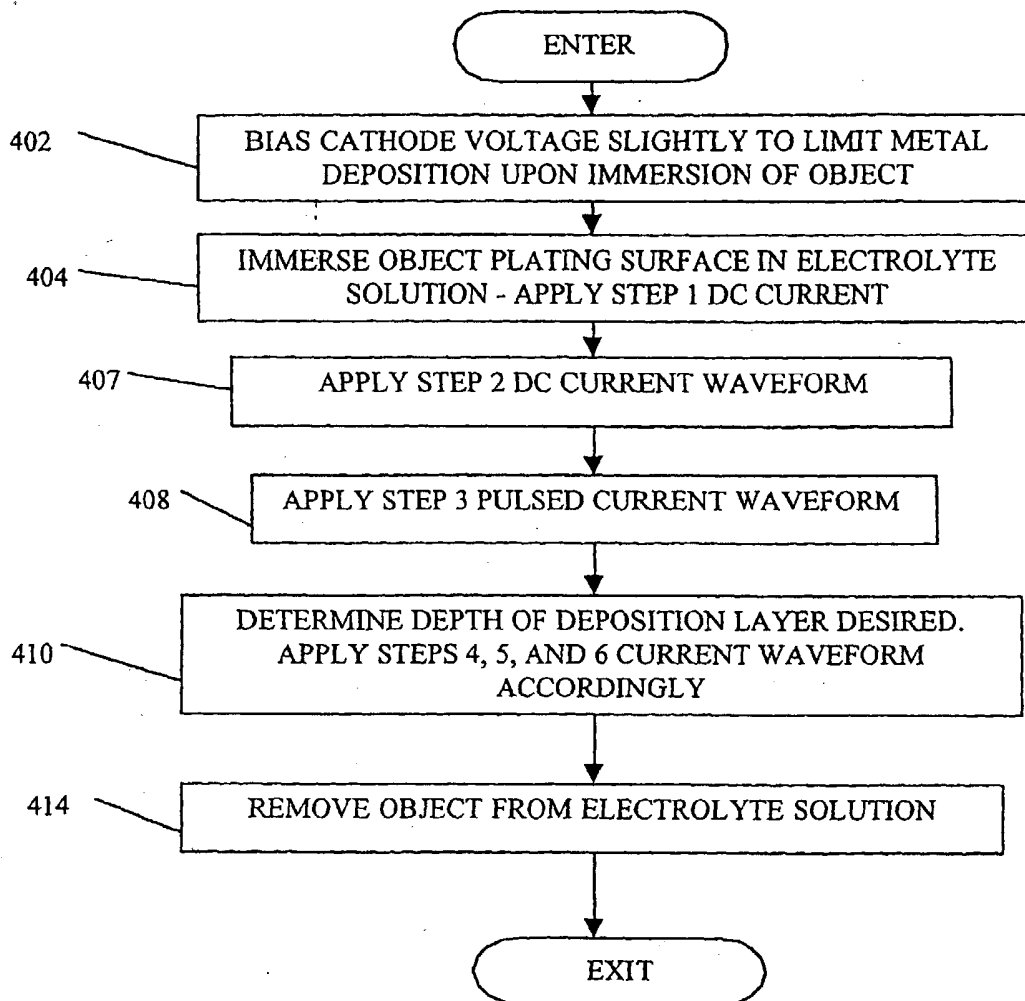 ENTER
402
BIAS CATHODE VOLTAGE SLIGHTLY TO LIMIT METAL
DEPOSITION UPON IMMERSION OF OBJECT
404
IMMERSE OBJECT PLATING SURFACE IN ELECTROLYTE
SOLUTION - APPLY STEP 1 DC CURRENT
407
APPLY STEP 2 DC CURRENT WAVEFORM
408
APPLY STEP 3 PULSED CURRENT WAVEFORM
410
DETERMINE DEPTH OF DEPOSITION LAYER DESIRED.
APPLY STEPS 4, 5, AND 6 CURRENT WAVEFORM
ACCORDINGLY
414
REMOVE OBJECT FROM ELECTROLYTE SOLUTION
EXIT